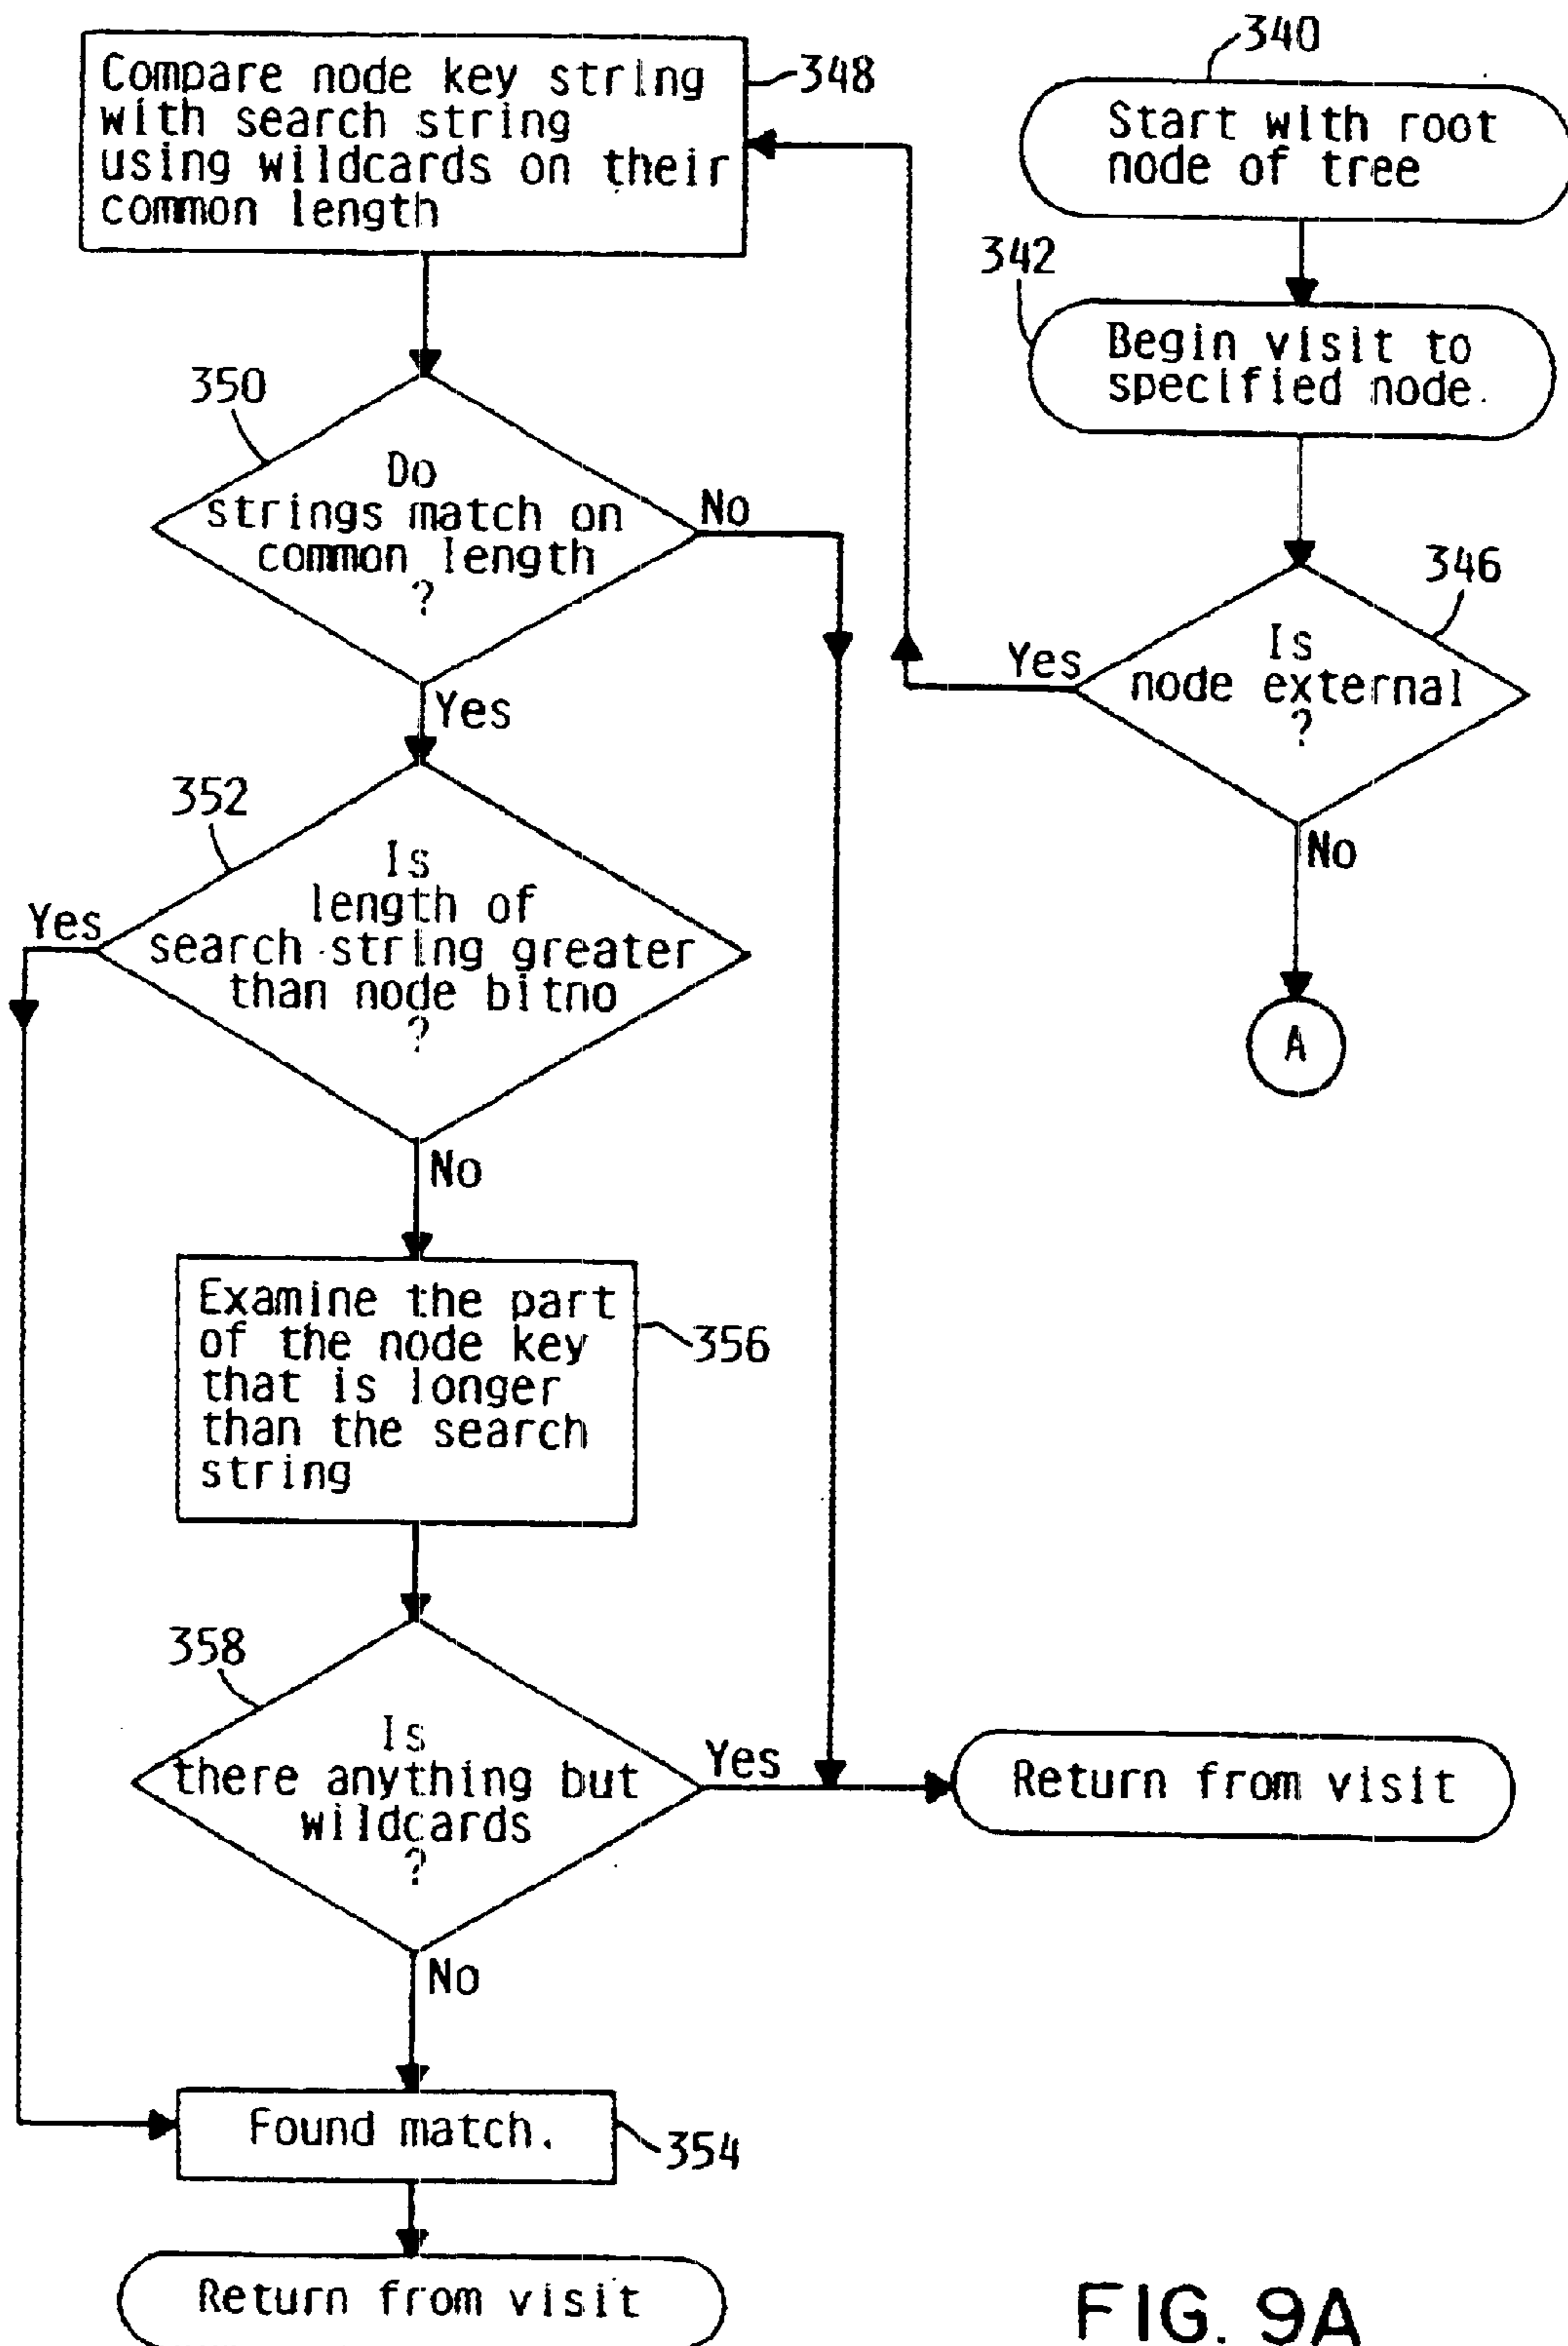 340
Start with root
node of tree
342
Begin visit to
specified node.
346
Is
node external
?
Yes
No
A
Compare node key string
with search string
using wildcards on their
common length
348
350
Do
strings match on
common length
?
No
Yes
352
Is
length of
search string greater
than node bitno
?
Yes
No
Examine the part
of the node key
that is longer
than the search
string
356
358
Is
there anything but
wildcards
?
Yes
Return from visit
No
Found match.
354
Return from visit
FIG. 9A